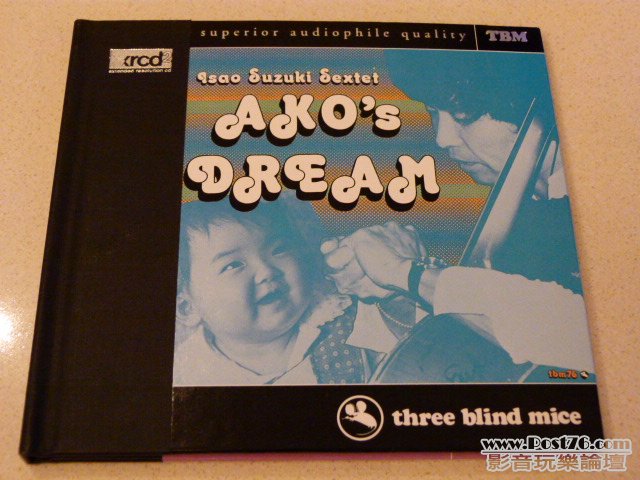 superior audiophile quality TBM
xrcd2
extended resolution cd
Isao Suzuki Sextet
AKO's
DREAM
tbm76
three blind mice
www.Post76.com
影音玩樂論壇